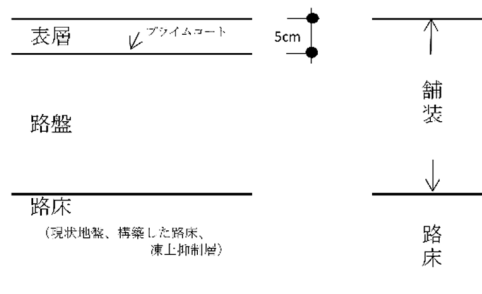 表層
プライムコート
5cm
舗装
路盤
路床
（現状地盤、構築した路床、
凍上抑制層）
路床